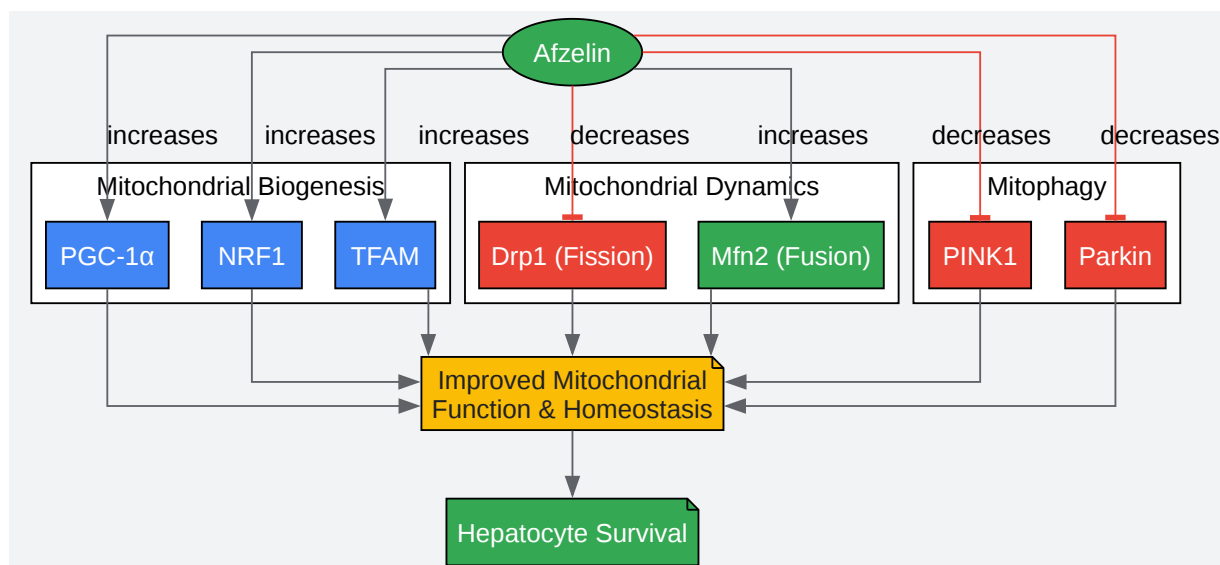 Afzelin
increases
increases
increases
decreases
increases
decreases
decreases
Mitochondrial Biogenesis
Mitochondrial Dynamics
Mitophagy
PGC-1α
NRF1
TFAM
Drp1 (Fission)
Mfn2 (Fusion)
PINK1
Parkin
Improved Mitochondrial
Function & Homeostasis
Hepatocyte Survival